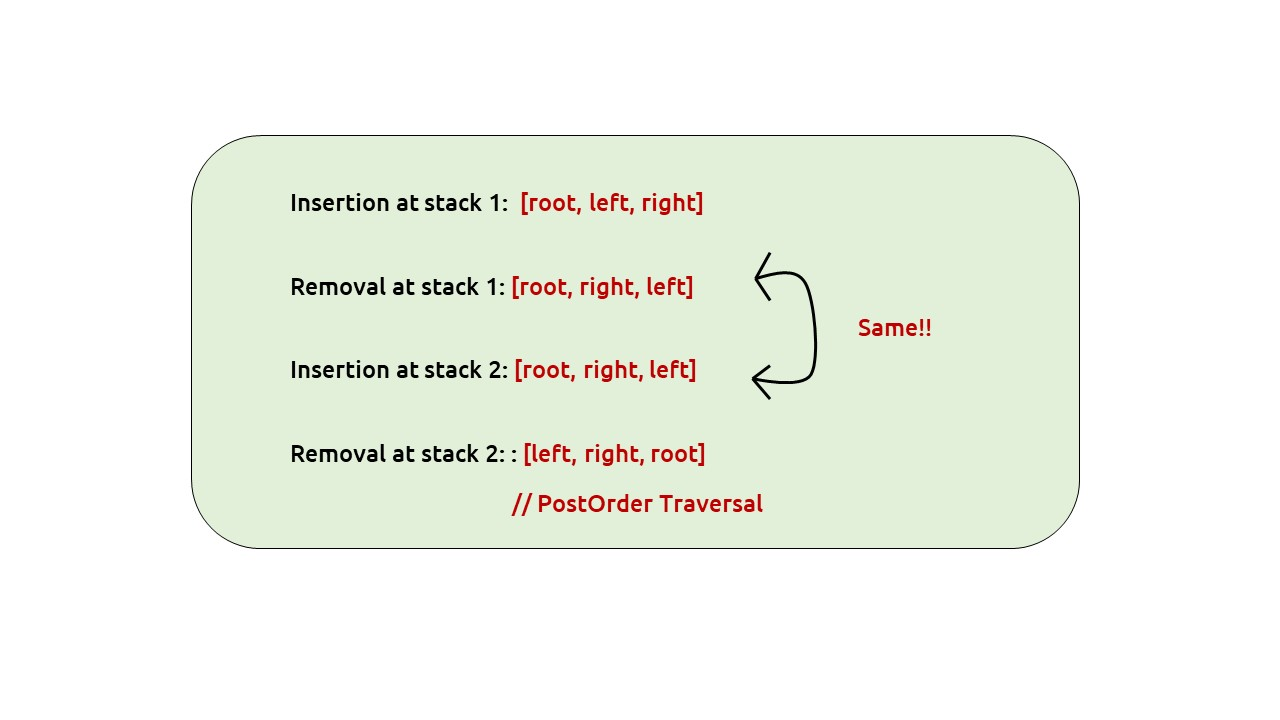 Insertion at stack 1: [root, left, right]
Removal at stack 1: [root, right, left]
Same!!
Insertion at stack 2: [root, right, left]
Removal at stack 2: : [left, right, root]
// PostOrder Traversal